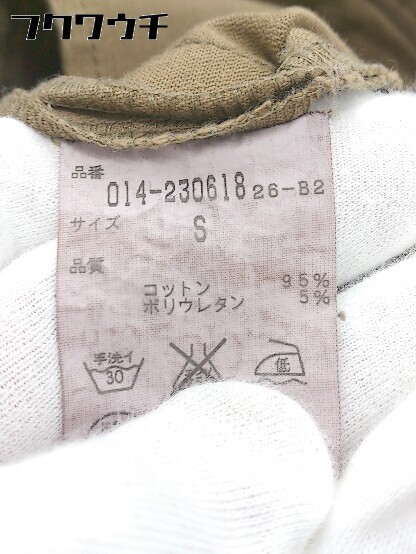 フクワウチ
品番
014-230618 26-B2
サイズ S
品質
コットン 95%
ポリウレタン 5%
手洗イ 30 低